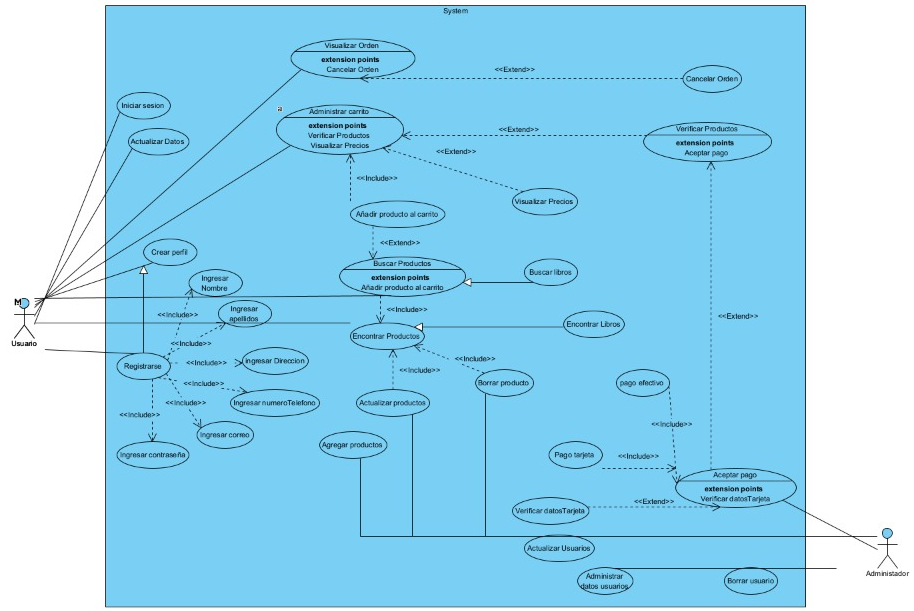 System
Visualizar Orden
extension points
Cancelar Orden
<<Extend>>
Cancelar Orden
Iniciar sesion
Actualizar Datos
a
Administrar carrito
extension points
Verificar Productos
Visualizar Precios
<<Extend>>
Verificar Productos
extension points
Aceptar pago
<<Extend>>
<<Include>>
Visualizar Precios
Añadir producto al carrito
<<Extend>>
Crear perfil
Buscar Productos
extension points
Añadir producto al carrito
Buscar libros
Ingresar
Nombre
<<Include>>
Ingresar
apellidos
<<Include>>
<<Extend>>
Encontrar Productos
Encontrar Libros
M
Usuario
<<Include>>
Registrarse
<<Include>>
ingresar Direccion
<<Include>>
<<Include>>
Borrar producto
pago efectivo
<<Include>>
Ingresar numeroTelefono
Actualizar productos
<<Include>>
<<Include>>
Ingresar correo
Agregar productos
Ingresar contraseña
Pago tarjeta
<<Include>>
Aceptar pago
extension points
Verificar datosTarjeta
<<Extend>>
Verificar datosTarjeta
Actualizar Usuarios
Administrar
datos usuarios
Borrar usuario
Administador